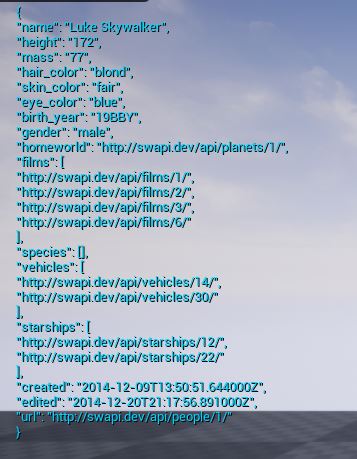 {
"name": "Luke Skywalker",
"height": "172",
"mass": "77",
"hair_color": "blond",
"skin_color": "fair",
"eye_color": "blue",
"birth_year": "19BBY",
"gender": "male",
"homeworld": "http://swapi.dev/api/planets/1/",
"films": [
"http://swapi.dev/api/films/1/",
"http://swapi.dev/api/films/2/",
"http://swapi.dev/api/films/3/",
"http://swapi.dev/api/films/6/"
],
"species": [],
"vehicles": [
"http://swapi.dev/api/vehicles/14/",
"http://swapi.dev/api/vehicles/30/"
],
"starships": [
"http://swapi.dev/api/starships/12/",
"http://swapi.dev/api/starships/22/"
],
"created": "2014-12-09T13:50:51.644000Z",
"edited": "2014-12-20T21:17:56.891000Z",
"url": "http://swapi.dev/api/people/1/"
}